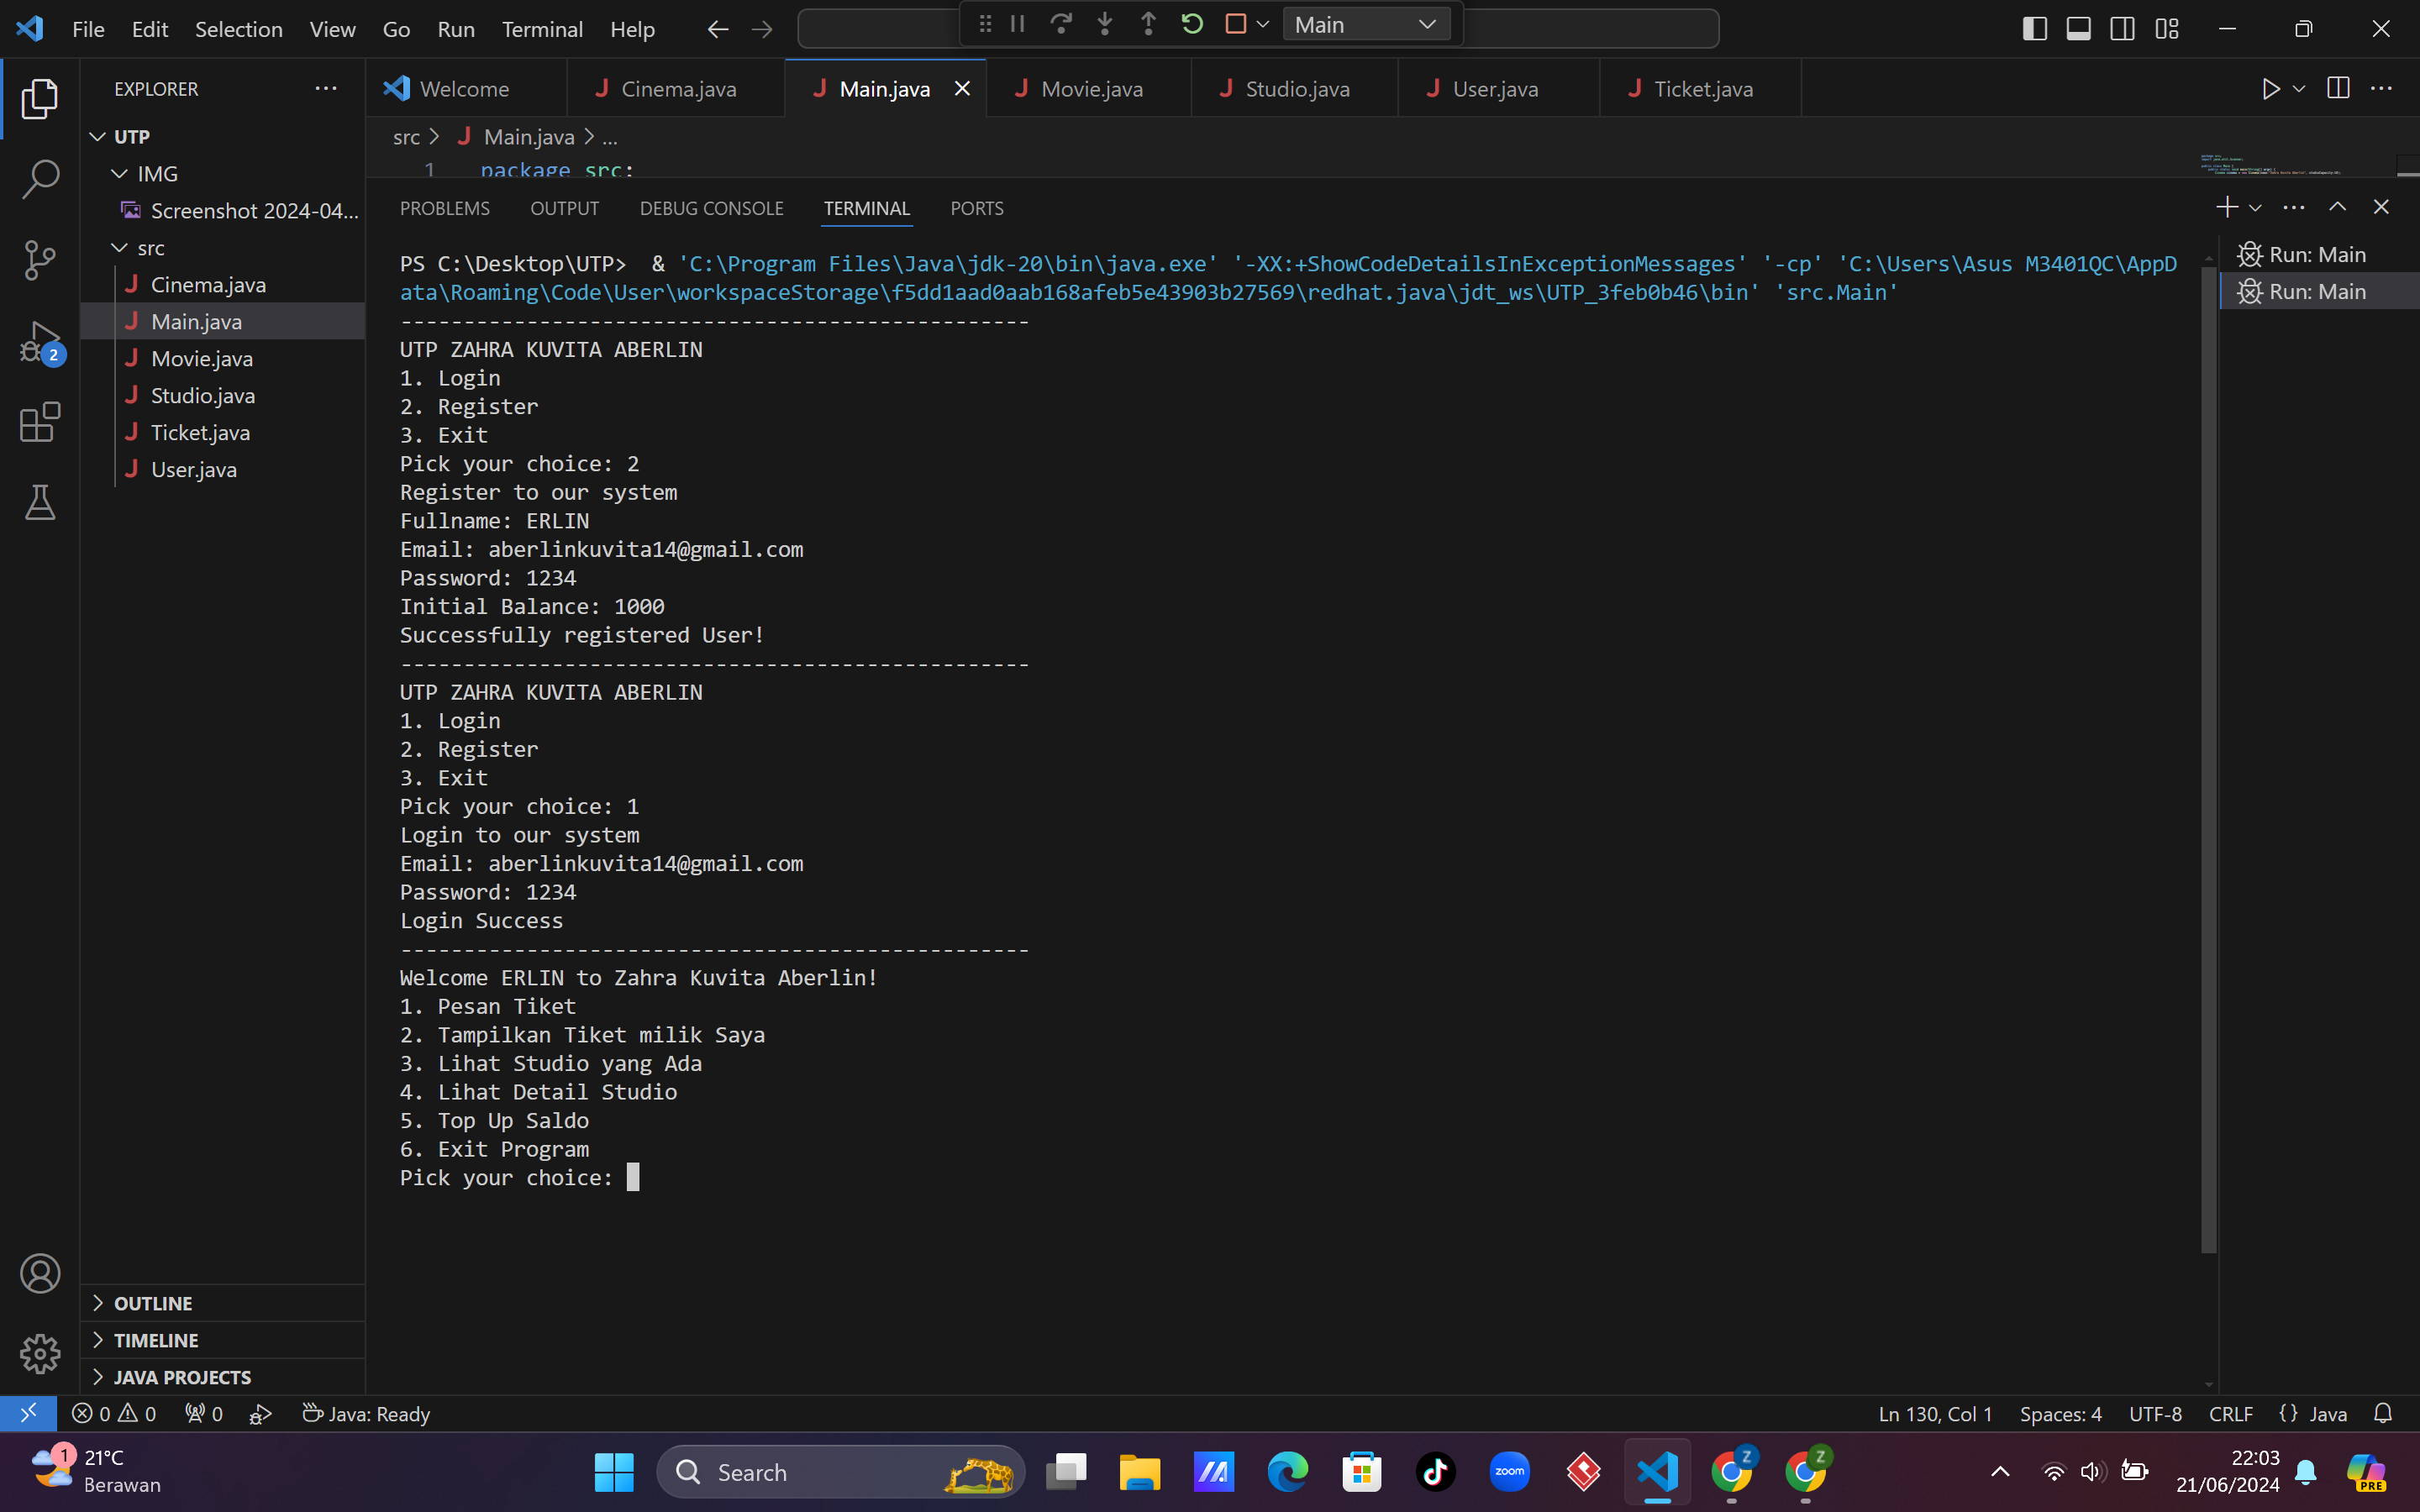 File Edit Selection View Go Run Terminal Help
Main
EXPLORER
UTP
IMG
Screenshot 2024-04...
src
Cinema.java
Main.java
Movie.java
Studio.java
Ticket.java
User.java
2
OUTLINE
TIMELINE
JAVA PROJECTS
Welcome Cinema.java Main.java Movie.java Studio.java User.java Ticket.java
src > Main.java > ...
1 package src;
PROBLEMS OUTPUT DEBUG CONSOLE TERMINAL PORTS
Run: Main
Run: Main
PS C:\Desktop\UTP>  & 'C:\Program Files\Java\jdk-20\bin\java.exe' '-XX:+ShowCodeDetailsInExceptionMessages' '-cp' 'C:\Users\Asus M3401QC\AppD
ata\Roaming\Code\User\workspaceStorage\f5dd1aad0aab168afeb5e43903b27569\redhat.java\jdt_ws\UTP_3feb0b46\bin' 'src.Main'
--------------------------------------------------
UTP ZAHRA KUVITA ABERLIN
1. Login
2. Register
3. Exit
Pick your choice: 2
Register to our system
Fullname: ERLIN
Email: aberlinkuvita14@gmail.com
Password: 1234
Initial Balance: 1000
Successfully registered User!
--------------------------------------------------
UTP ZAHRA KUVITA ABERLIN
1. Login
2. Register
3. Exit
Pick your choice: 1
Login to our system
Email: aberlinkuvita14@gmail.com
Password: 1234
Login Success
--------------------------------------------------
Welcome ERLIN to Zahra Kuvita Aberlin!
1. Pesan Tiket
2. Tampilkan Tiket milik Saya
3. Lihat Studio yang Ada
4. Lihat Detail Studio
5. Top Up Saldo
6. Exit Program
Pick your choice:
0 0 0 Java: Ready Ln 130, Col 1 Spaces: 4 UTF-8 CRLF {} Java
1 21°C
Berawan
Search
zoom
Z
Z
22:03
21/06/2024
PRE